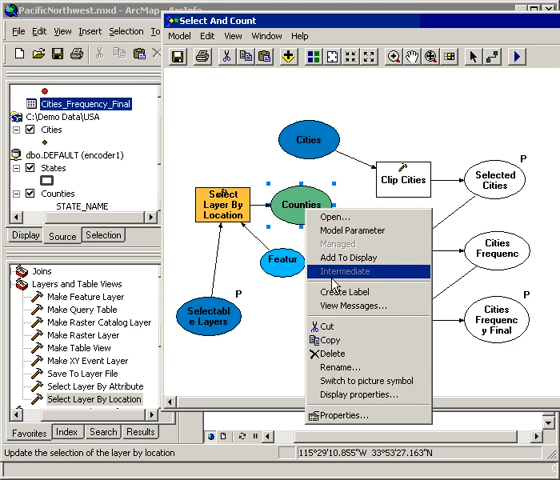 PacificNorthwest.mxd - ArcMap - ArcInfo
File Edit View Insert Selection
Select And Count
Model Edit View Window Help
Cities_Frequency_Final
C:\Demo Data\USA
Cities
dbo.DEFAULT (encoder1)
States
Counties
STATE_NAME
Display Source Selection
Joins
Layers and Table Views
Make Feature Layer
Make Query Table
Make Raster Catalog Layer
Make Raster Layer
Make Table View
Make XY Event Layer
Save To Layer File
Select Layer By Attribute
Select Layer By Location
Favorites Index Search Results
Update the selection of the layer by location
115°29'10.855"W 33°53'27.163"N
Cities
Clip Cities
P
Selected
Cities
Select
Layer By
Location
Counties
Featur
P
Selectabl
e Layers
Cities
Frequenc
P
Cities
Frequenc
y Final
Open...
Model Parameter
Managed
Add To Display
Intermediate
Create Label
View Messages...
Cut
Copy
Delete
Rename...
Switch to picture symbol
Display properties...
Properties...